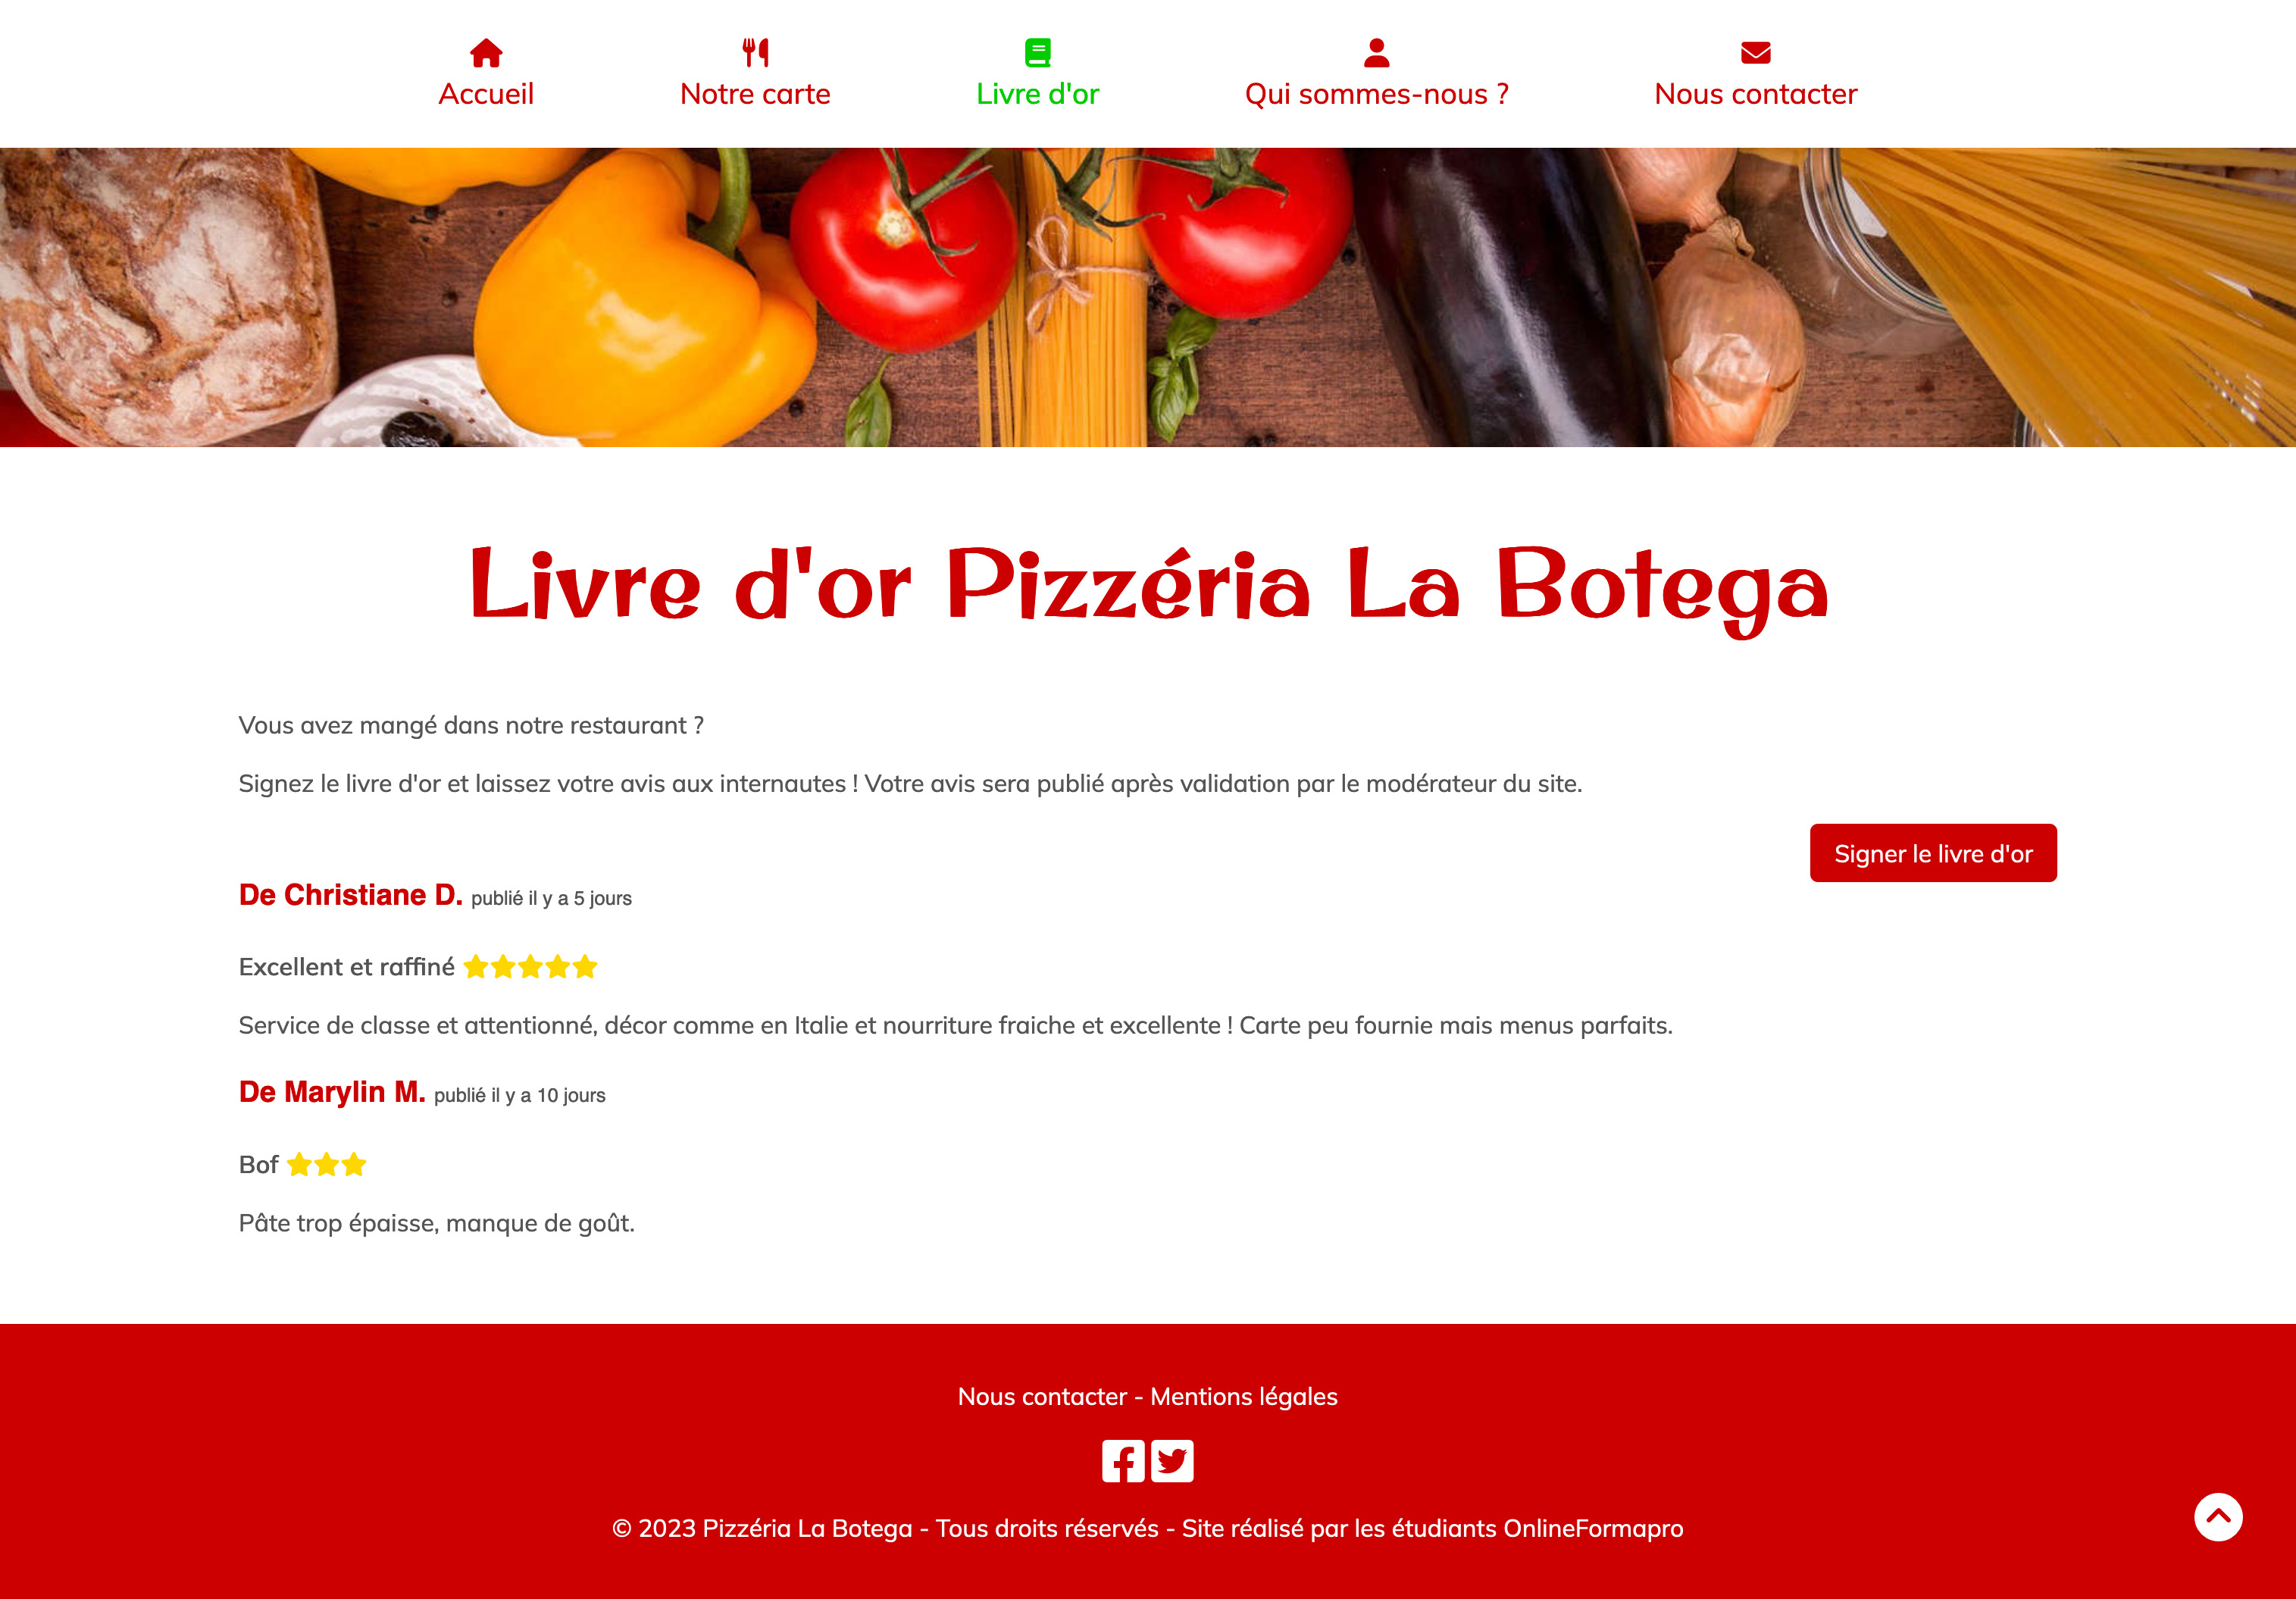 Accueil
Notre carte
Livre d'or
Qui sommes-nous ?
Nous contacter
Livre d'or Pizzéria La Botega
Vous avez mangé dans notre restaurant ?
Signez le livre d'or et laissez votre avis aux internautes ! Votre avis sera publié après validation par le modérateur du site.
Signer le livre d'or
De Christiane D. publié il y a 5 jours
Excellent et raffiné
Service de classe et attentionné, décor comme en Italie et nourriture fraiche et excellente ! Carte peu fournie mais menus parfaits.
De Marylin M. publié il y a 10 jours
Bof
Pâte trop épaisse, manque de goût.
Nous contacter - Mentions légales
© 2023 Pizzéria La Botega - Tous droits réservés - Site réalisé par les étudiants OnlineFormapro